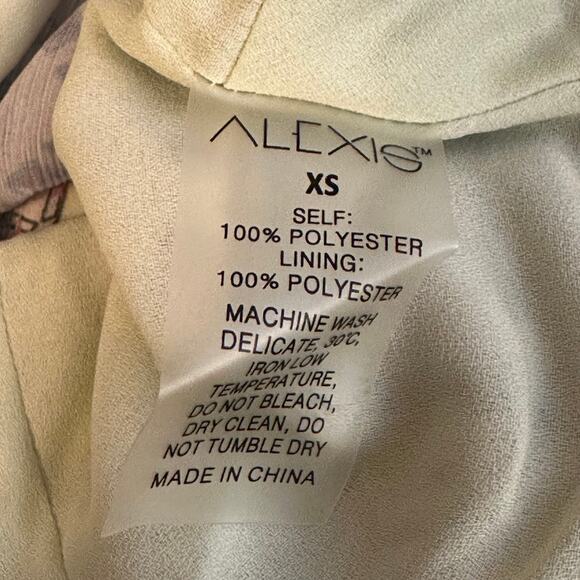 ALEXIS™
XS
SELF:
100% POLYESTER
LINING:
100% POLYESTER
MACHINE WASH
DELICATE, 30°C,
IRON LOW
TEMPERATURE,
DO NOT BLEACH,
DRY CLEAN, DO
NOT TUMBLE DRY
MADE IN CHINA